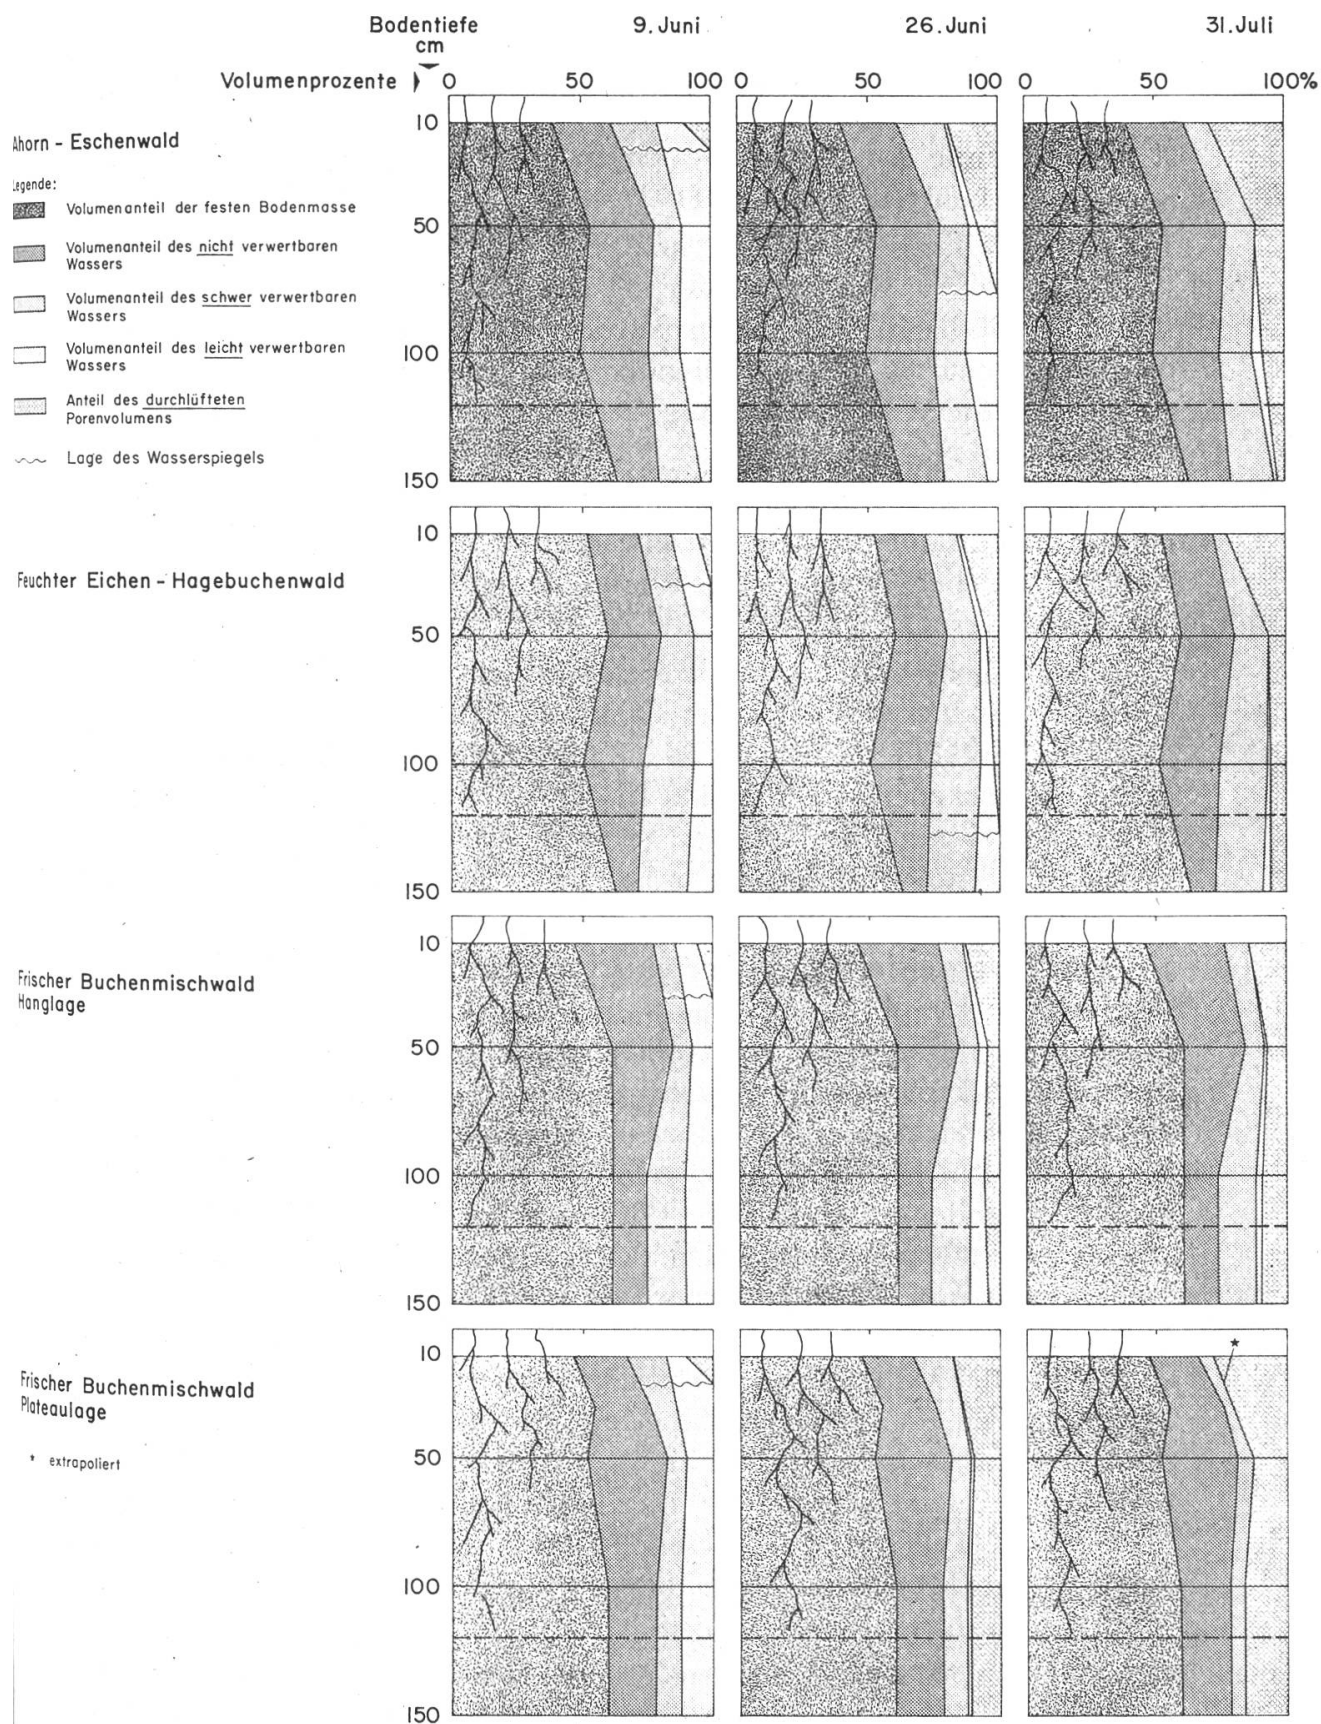 Bodentiefe 9. Juni 26. Juni 31. Juli
cm
Volumenprozente 0 50 100 0 50 100 0 50 100%
10
Ahorn - Eschenwald
Legende:
Volumenanteil der festen Bodenmasse
50
Volumenanteil des nicht verwertbaren
Wassers
Volumenanteil des schwer verwertbaren
Wassers
Volumenanteil des leicht verwertbaren
Wassers
100
Anteil des durchlüfteten
Porenvolumens
Lage des Wasserspiegels
150
10
Feuchter Eichen - Hagebuchenwald
50
100
150
10
Frischer Buchenmischwald
Hanglage
50
100
150
10
Frischer Buchenmischwald
Plateaulage
* extrapoliert
50
100
150
*